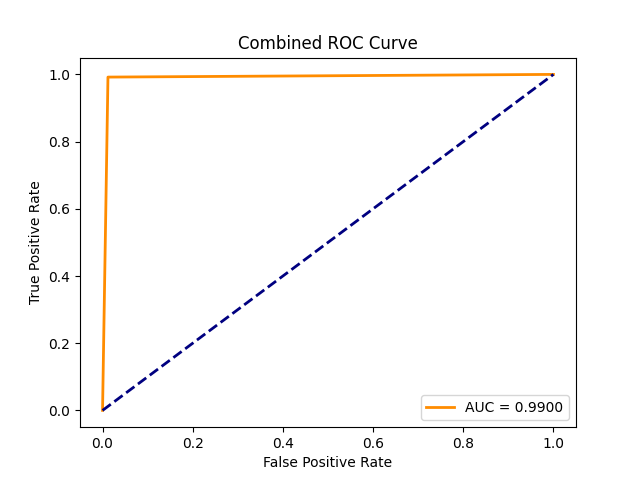 Combined ROC Curve
True Positive Rate
1.0
0.8
0.6
0.4
0.2
0.0
AUC = 0.9900
0.0 0.2 0.4 0.6 0.8 1.0
False Positive Rate